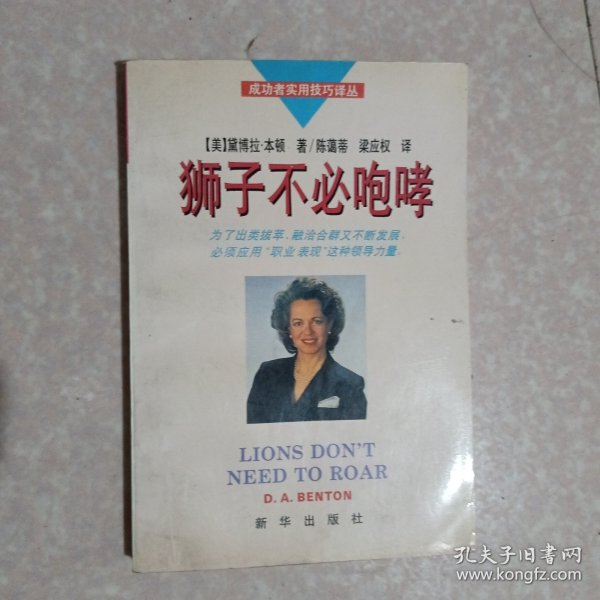 成功者实用技巧译丛
【美】黛博拉·本顿 著/陈蔼蒂 梁应权 译
狮子不必咆哮
为了出类拔萃,融洽合群又不断发展,
必须应用“职业表现”这种领导力量。
LIONS DON'T
NEED TO ROAR
D. A. BENTON
新华出版社
孔夫子旧书网
www.kongfz.com